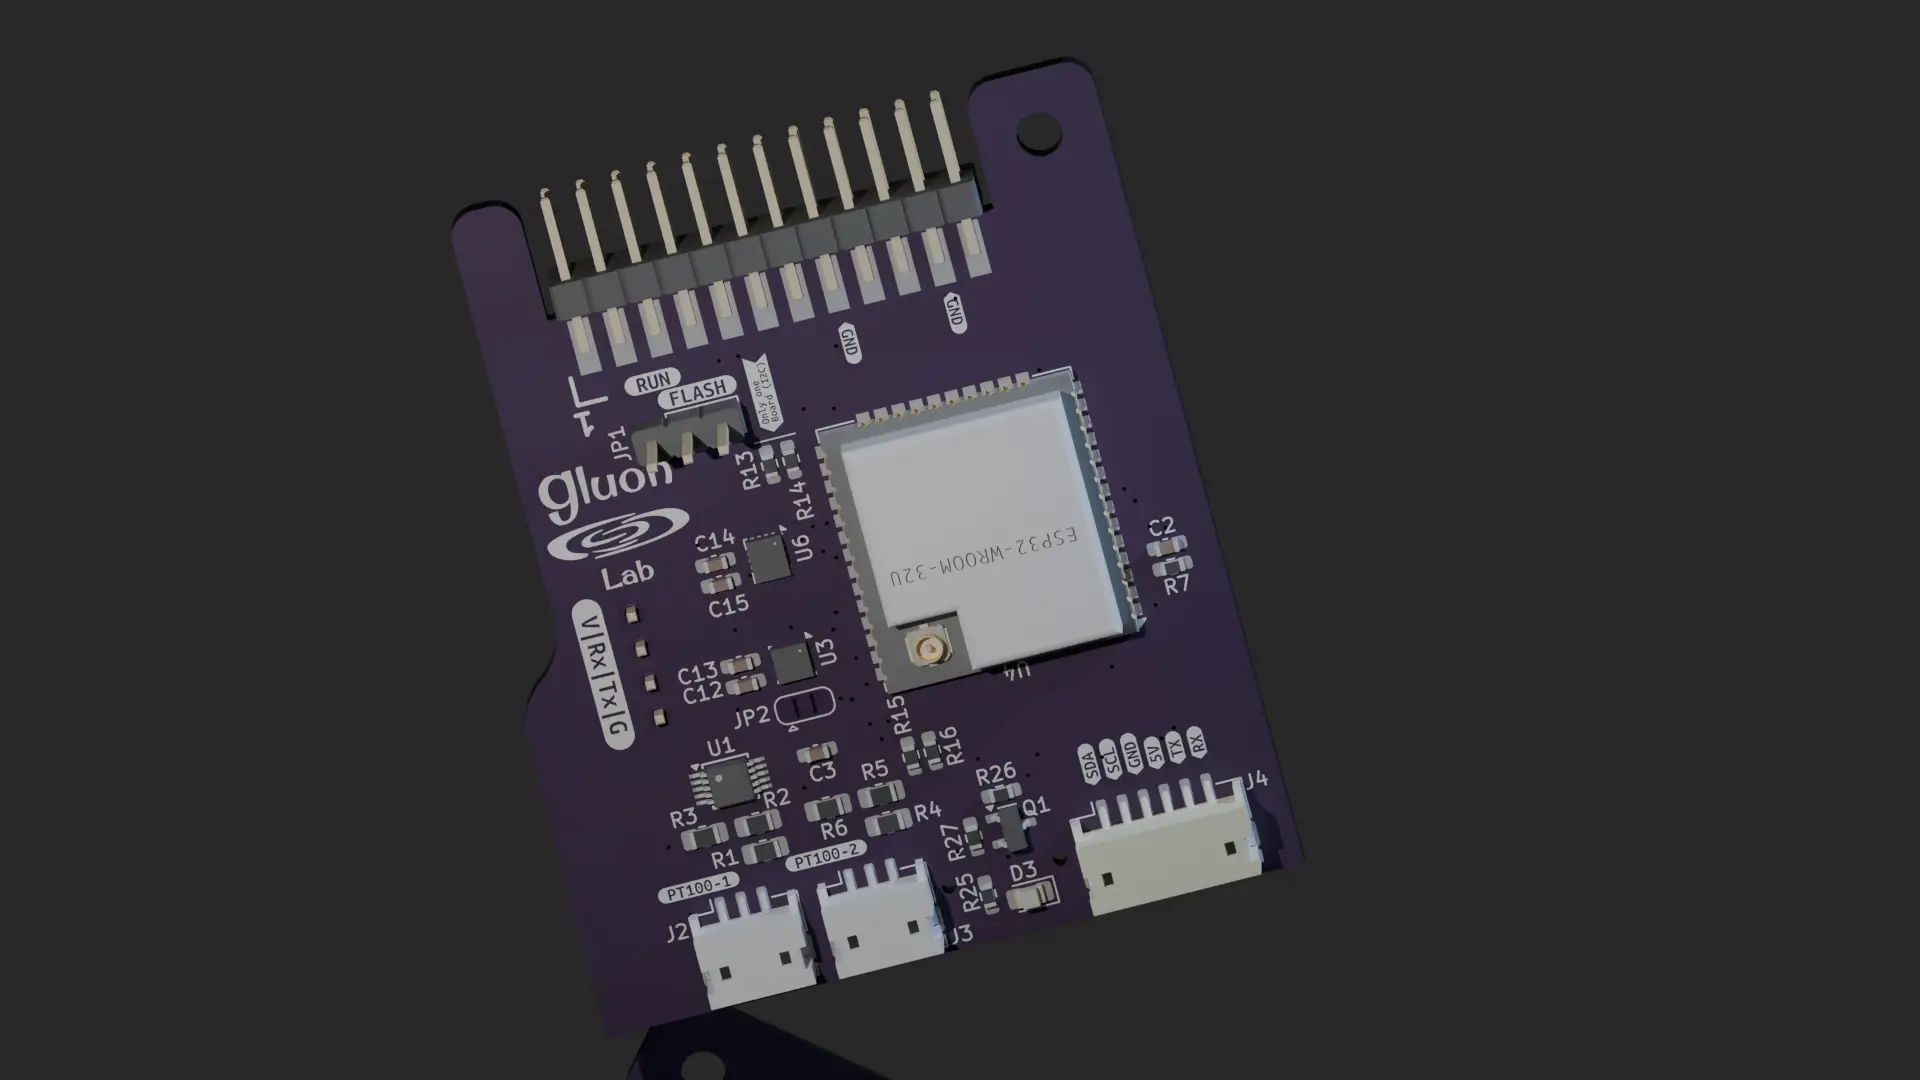 GND
GND
RUN
FLASH
Only one
Board (I2C)
JP1
R13
R14
gluon
Lab
C14
C15
U6
ESP32-WROOM-32U
C2
R7
V|Rx|Tx|G
C13
C12
U3
JP2
U4
U1
C3
R15
R16
R5
R4
R6
R3
R2
R1
R26
Q1
R27
R25
D3
SDA
SCL
GND
5V
TX
RX
J4
PT100-2
PT100-1
J2
J3